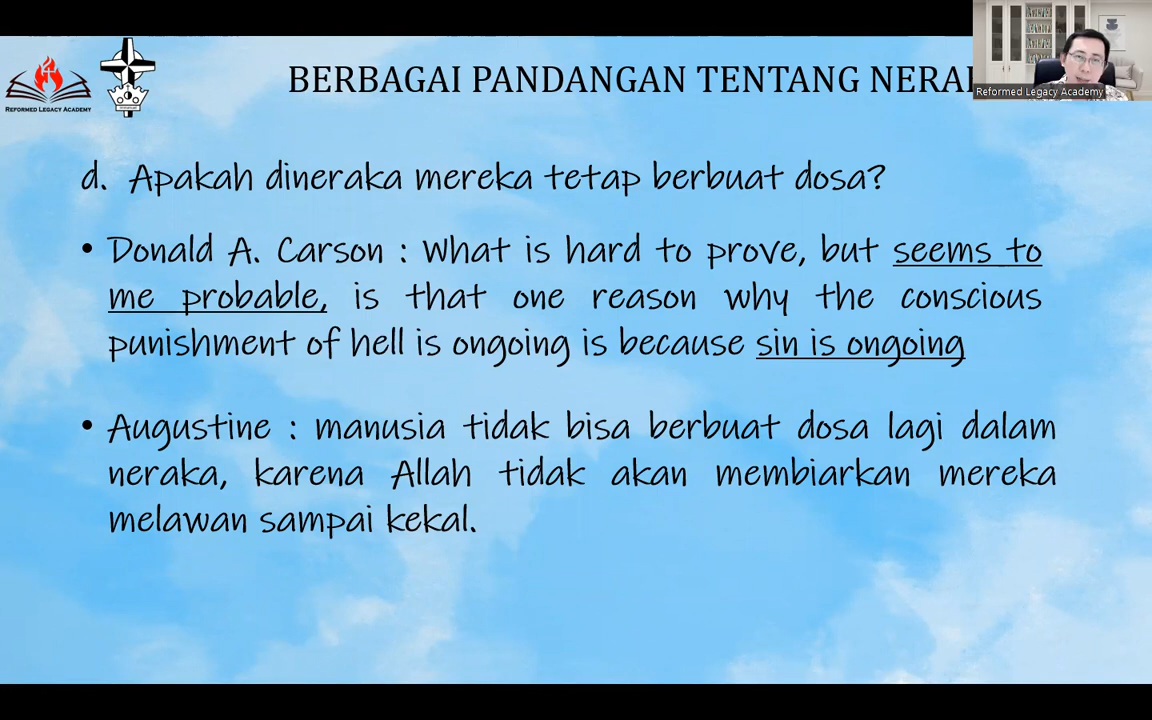 REFORMED LEGACY ACADEMY
BERBAGAI PANDANGAN TENTANG
Reformed Legacy Academy
d. Apakah dineraka mereka tetap berbuat dosa?
• Donald A. Carson : What is hard to prove, but seems to
me probable, is that one reason why the conscious
punishment of hell is ongoing is because sin is ongoing
• Augustine : manusia tidak bisa berbuat dosa lagi dalam
neraka, karena Allah tidak akan membiarkan mereka
melawan sampai kekal.